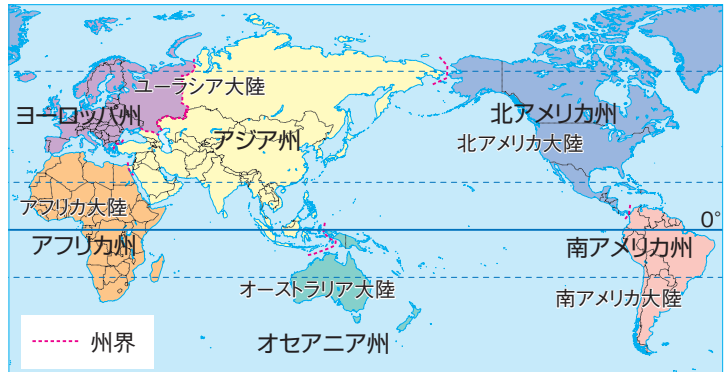 ユーラシア大陸
ヨーロッパ州
アジア州
北アメリカ州
北アメリカ大陸
アフリカ大陸
アフリカ州
0°
南アメリカ州
オーストラリア大陸
南アメリカ大陸
オセアニア州
州界